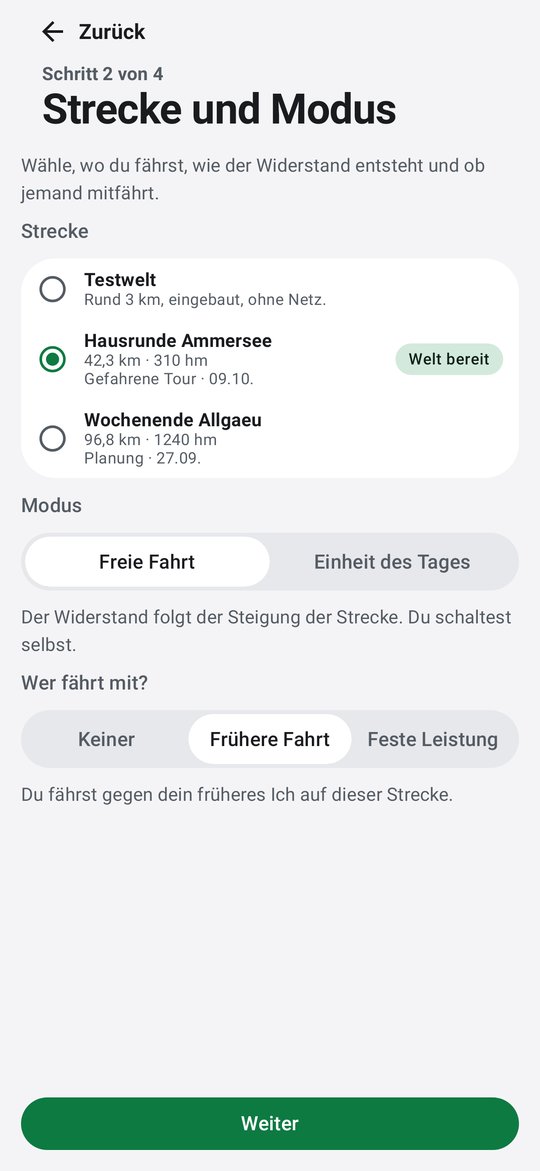 Zurück
Schritt 2 von 4
Strecke und Modus
Wähle, wo du fährst, wie der Widerstand entsteht und ob
jemand mitfährt.
Strecke
Testwelt
Rund 3 km, eingebaut, ohne Netz.
Hausrunde Ammersee
42,3 km · 310 hm
Gefahrene Tour · 09.10.
Welt bereit
Wochenende Allgaeu
96,8 km · 1240 hm
Planung · 27.09.
Modus
Freie Fahrt
Einheit des Tages
Der Widerstand folgt der Steigung der Strecke. Du schaltest
selbst.
Wer fährt mit?
Keiner
Frühere Fahrt
Feste Leistung
Du fährst gegen dein früheres Ich auf dieser Strecke.
Weiter